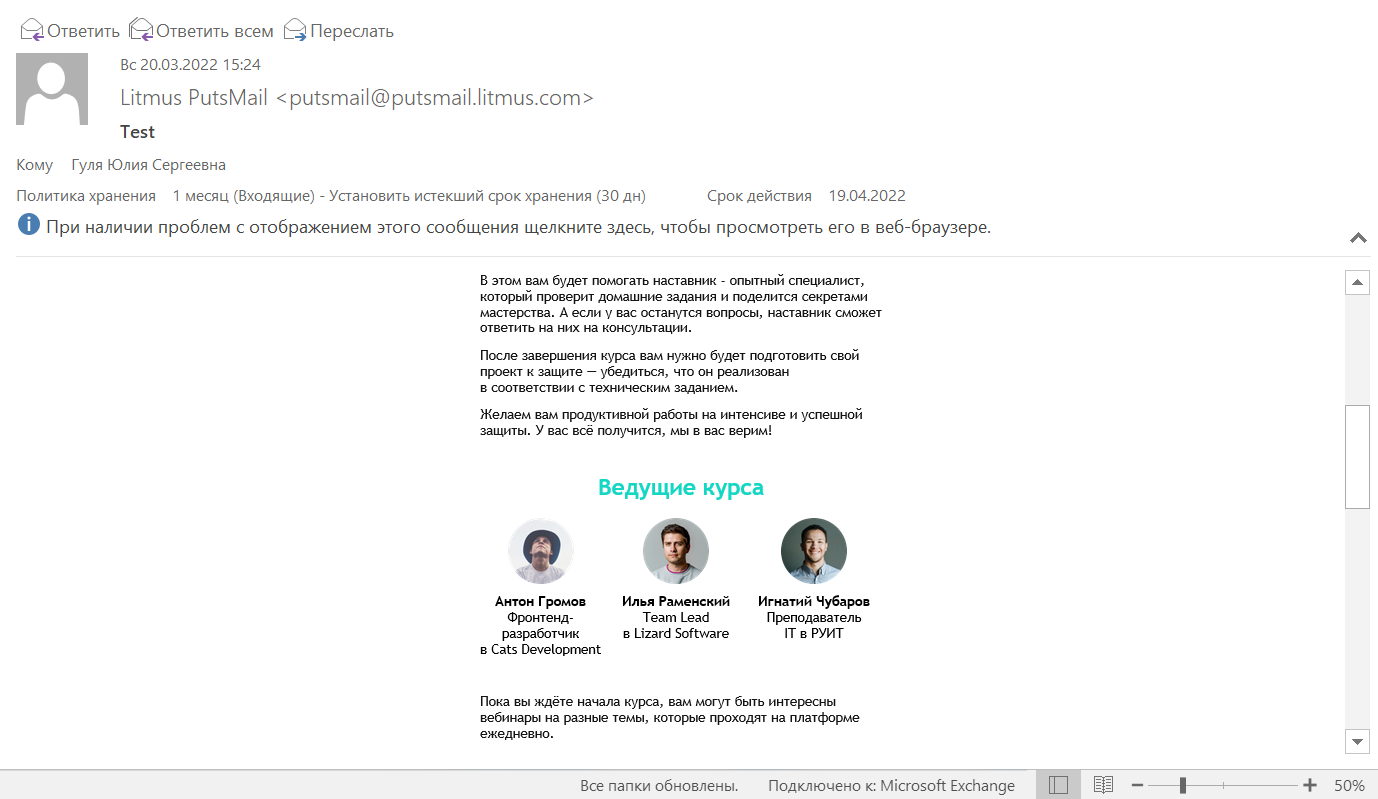 Ответить Ответить всем Переслать
Вс 20.03.2022 15:24
Litmus PutsMail <putsmail@putsmail.litmus.com>
Test
Кому Гуля Юлия Сергеевна
Политика хранения 1 месяц (Входящие) - Установить истекший срок хранения (30 дн) Срок действия 19.04.2022
При наличии проблем с отображением этого сообщения щелкните здесь, чтобы просмотреть его в веб-браузере.
В этом вам будет помогать наставник - опытный специалист,
который проверит домашние задания и поделится секретами
мастерства. А если у вас останутся вопросы, наставник сможет
ответить на них на консультации.
После завершения курса вам нужно будет подготовить свой
проект к защите — убедиться, что он реализован
в соответствии с техническим заданием.
Желаем вам продуктивной работы на интенсиве и успешной
защиты. У вас всё получится, мы в вас верим!
Ведущие курса
Антон Громов
Фронтенд-
разработчик
в Cats Development
Илья Раменский
Team Lead
в Lizard Software
Игнатий Чубаров
Преподаватель
IT в РУИТ
Пока вы ждёте начала курса, вам могут быть интересны
вебинары на разные темы, которые проходят на платформе
ежедневно.
Все папки обновлены. Подключено к: Microsoft Exchange 50%